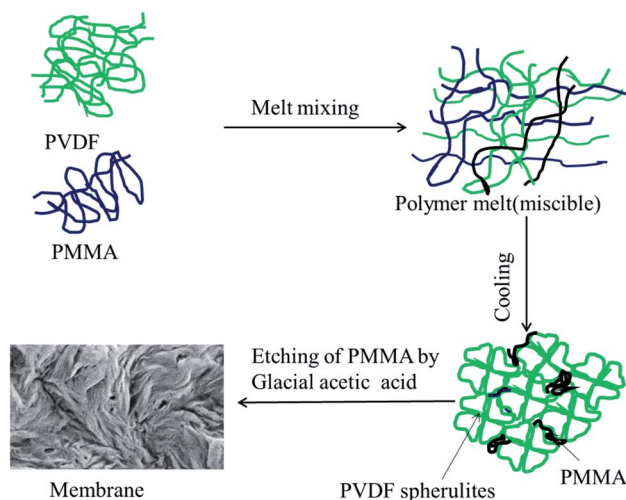 PVDF
PMMA
Melt mixing
Polymer melt(miscible)
Cooling
Etching of PMMA by
Glacial acetic acid
Membrane
PVDF spherulites
PMMA